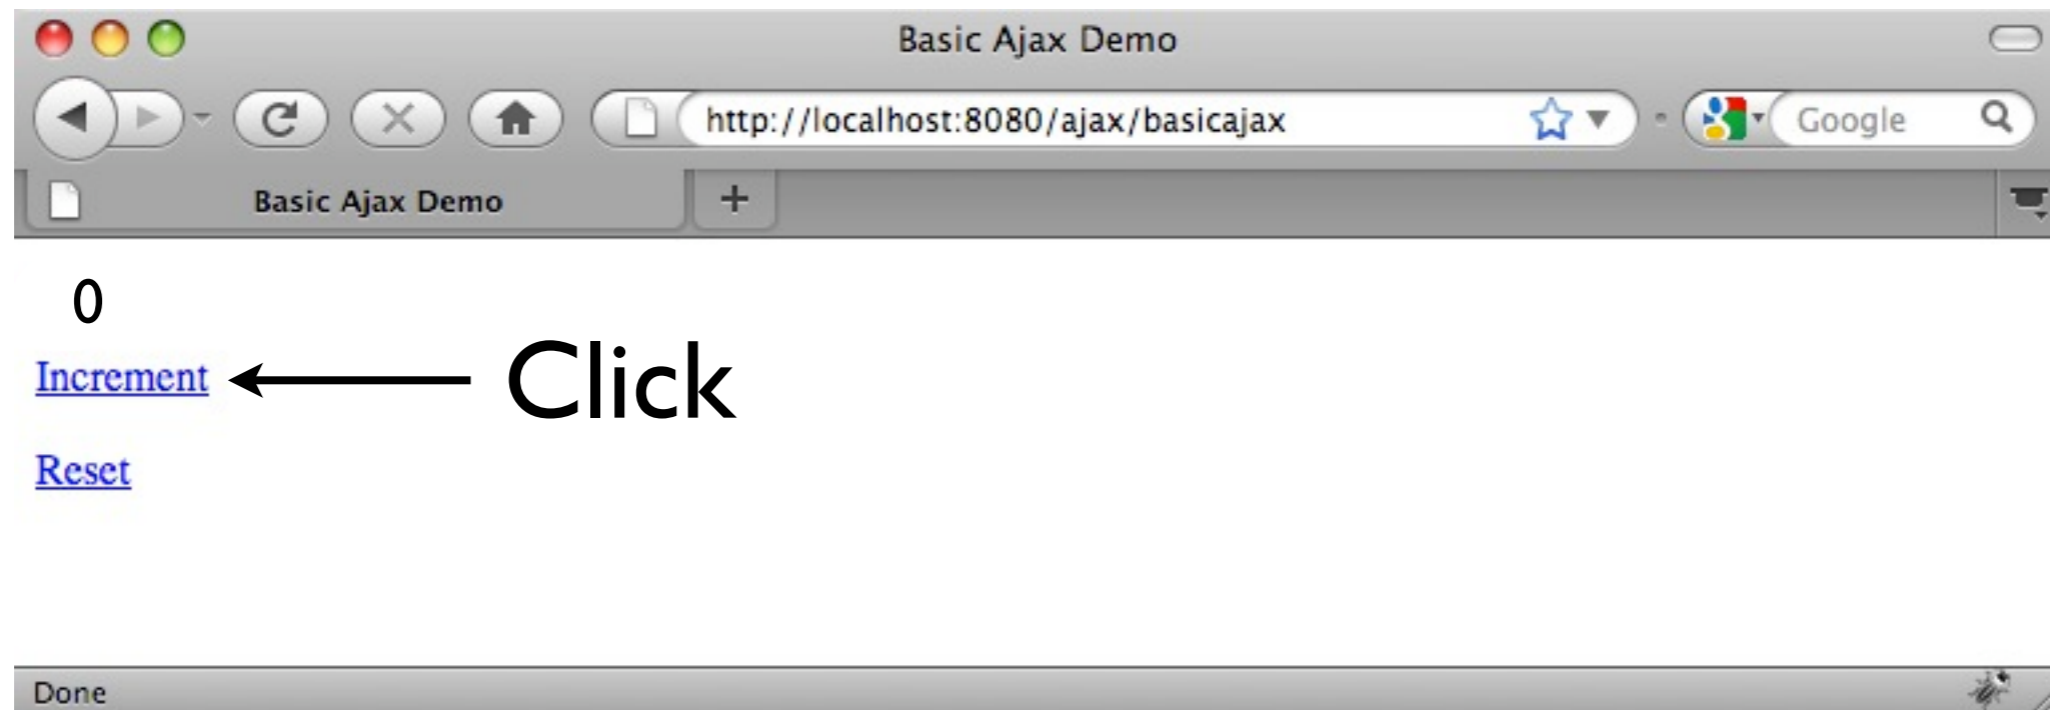 Basic Ajax Demo
http://localhost:8080/ajax/basicajax Google
Basic Ajax Demo +
0
Increment Click
Reset
Done